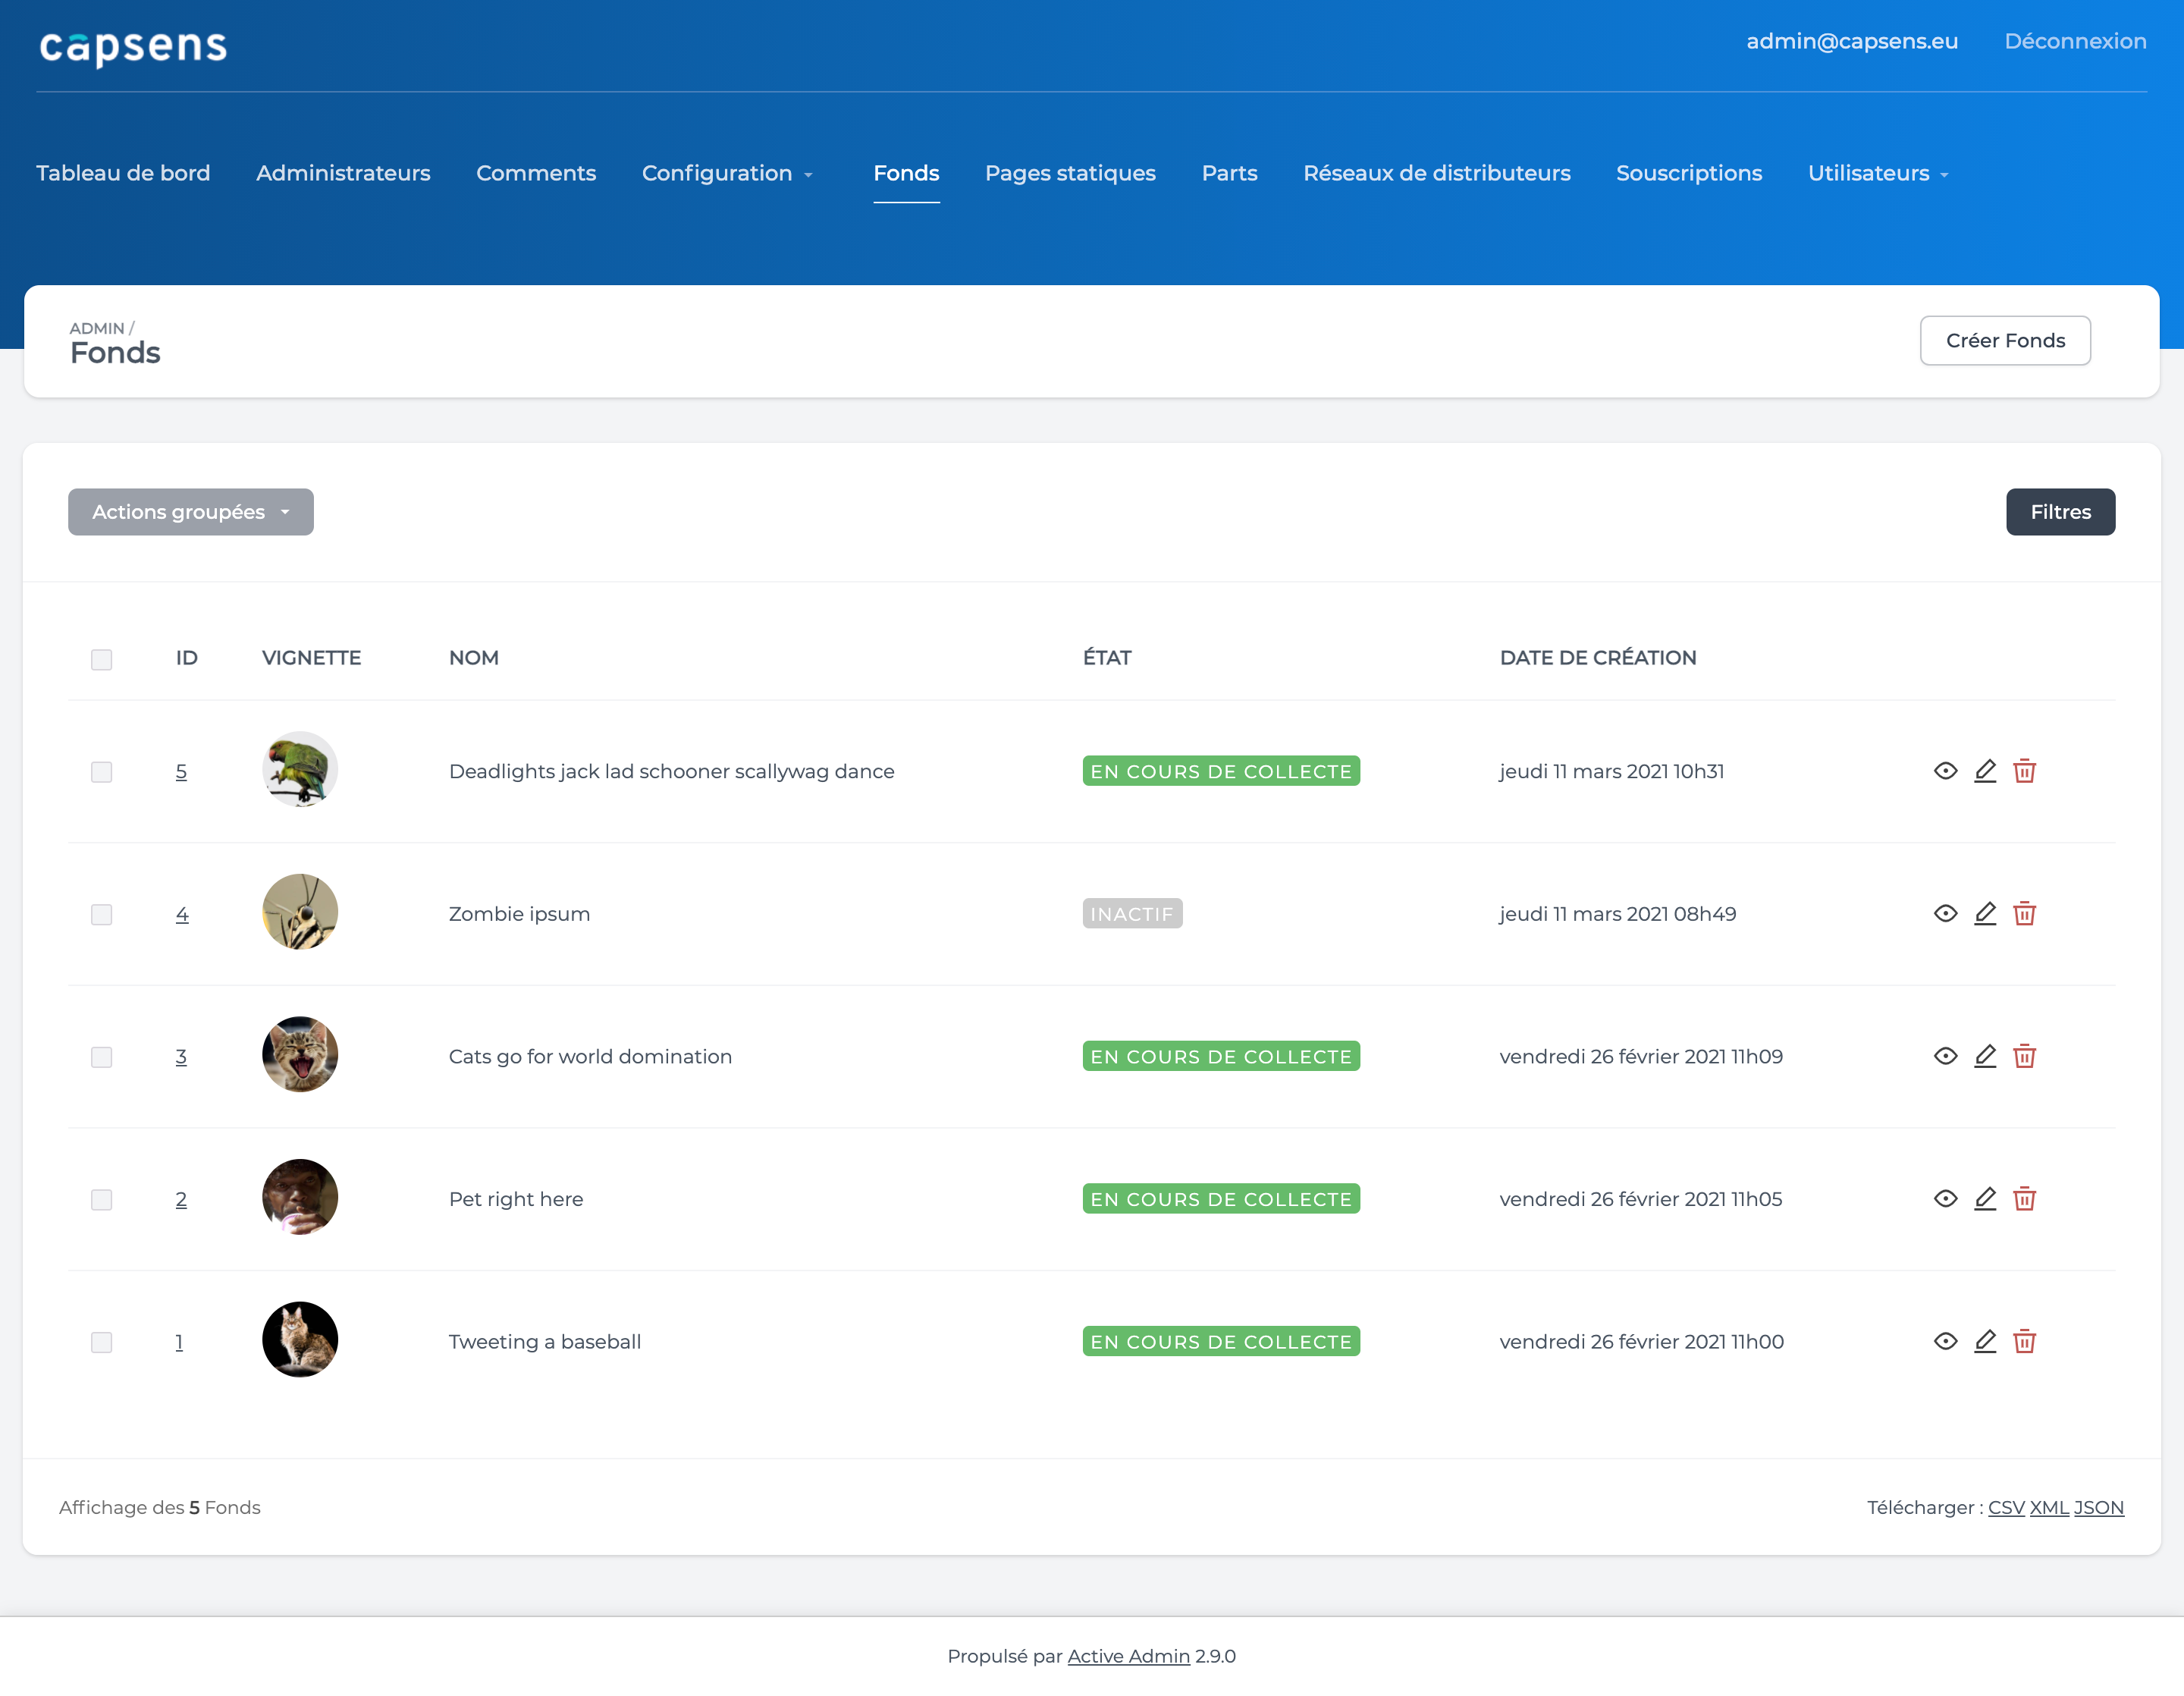 capsens
admin@capsens.eu Déconnexion
Tableau de bord Administrateurs Comments Configuration Fonds Pages statiques Parts Réseaux de distributeurs Souscriptions Utilisateurs
ADMIN /
Fonds
Créer Fonds
Actions groupées Filtres
ID VIGNETTE NOM ÉTAT DATE DE CRÉATION
5 Deadlights jack lad schooner scallywag dance EN COURS DE COLLECTE jeudi 11 mars 2021 10h31
4 Zombie ipsum INACTIF jeudi 11 mars 2021 08h49
3 Cats go for world domination EN COURS DE COLLECTE vendredi 26 février 2021 11h09
2 Pet right here EN COURS DE COLLECTE vendredi 26 février 2021 11h05
1 Tweeting a baseball EN COURS DE COLLECTE vendredi 26 février 2021 11h00
Affichage des 5 Fonds Télécharger : CSV XML JSON
Propulsé par Active Admin 2.9.0